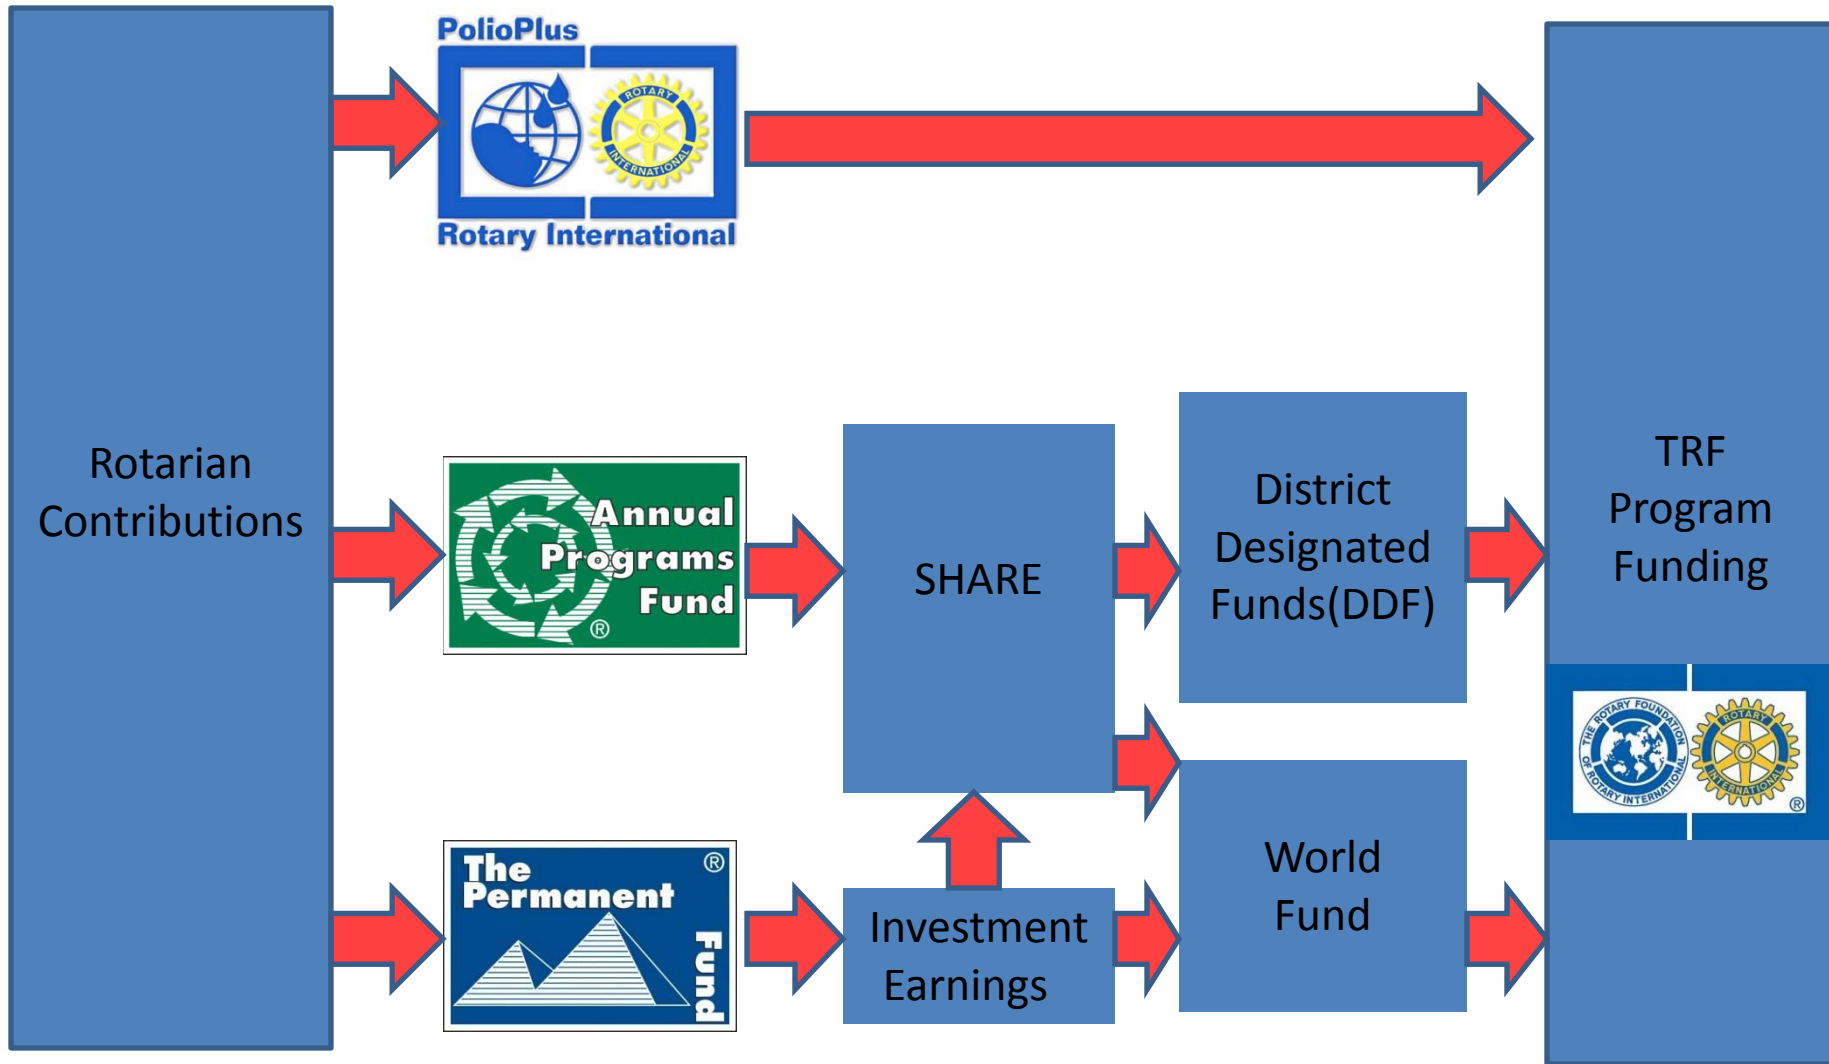 PolioPlus
ROTARY
INTERNATIONAL
Rotary International
Rotarian
Contributions
Annual
Programs
Fund
®
SHARE
District
Designated
Funds(DDF)
TRF
Program
Funding
THE ROTARY FOUNDATION
OF ROTARY INTERNATIONAL
ROTARY
INTERNATIONAL
®
The
Permanent
Fund
®
Investment
Earnings
World
Fund